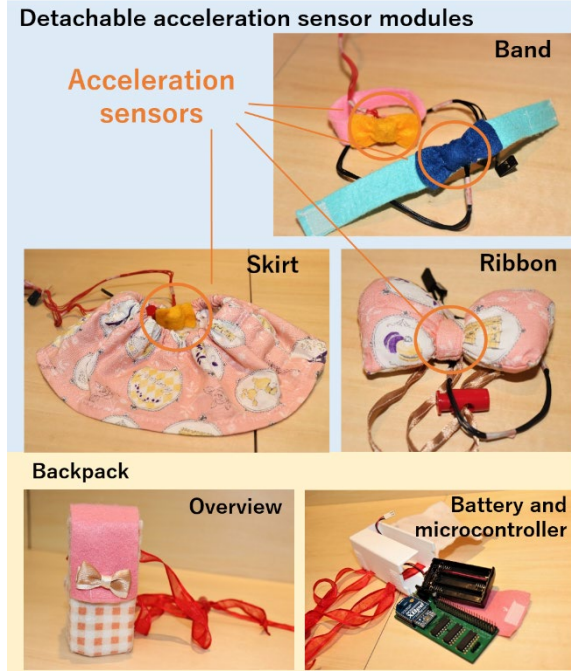 Detachable acceleration sensor modules
Band
Acceleration
sensors
Skirt
Ribbon
Backpack
Overview
Battery and
microcontroller